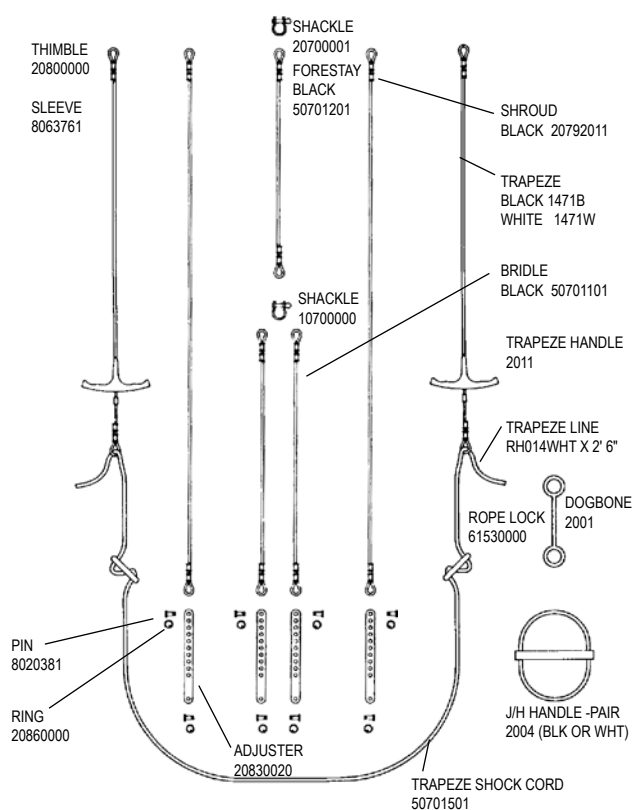 SHACKLE
20700001
THIMBLE
20800000
FORESTAY
BLACK
50701201
SLEEVE
8063761
SHROUD
BLACK 20792011
TRAPEZE
BLACK 1471B
WHITE 1471W
BRIDLE
BLACK 50701101
SHACKLE
10700000
TRAPEZE HANDLE
2011
TRAPEZE LINE
RH014WHT X 2' 6"
DOGBONE
2001
ROPE LOCK
61530000
PIN
8020381
RING
20860000
ADJUSTER
20830020
J/H HANDLE -PAIR
2004 (BLK OR WHT)
TRAPEZE SHOCK CORD
50701501